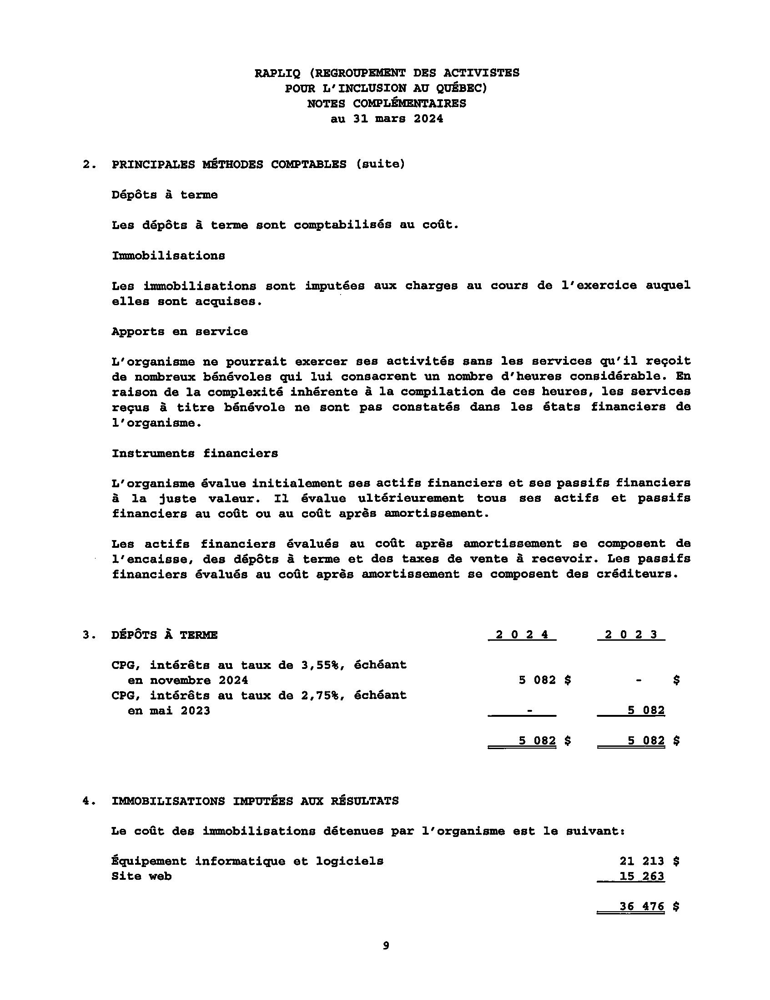 RAPLIQ (REGROUPEMENT DES ACTIVISTES
POUR L'INCLUSION AU QUÉBEC)
NOTES COMPLÉMENTAIRES
au 31 mars 2024
2. PRINCIPALES MÉTHODES COMPTABLES (suite)
Dépôts à terme
Les dépôts à terme sont comptabilisés au coût.
Immobilisations
Les immobilisations sont imputées aux charges au cours de l'exercice auquel
elles sont acquises.
Apports en service
L'organisme ne pourrait exercer ses activités sans les services qu'il reçoit
de nombreux bénévoles qui lui consacrent un nombre d'heures considérable. En
raison de la complexité inhérente à la compilation de ces heures, les services
reçus à titre bénévole ne sont pas constatés dans les états financiers de
l'organisme.
Instruments financiers
L'organisme évalue initialement ses actifs financiers et ses passifs financiers
à la juste valeur. Il évalue ultérieurement tous ses actifs et passifs
financiers au coût ou au coût après amortissement.
Les actifs financiers évalués au coût après amortissement se composent de
l'encaisse, des dépôts à terme et des taxes de vente à recevoir. Les passifs
financiers évalués au coût après amortissement se composent des créditeurs.
3. DÉPÔTS À TERME 2 0 2 4 2 0 2 3
CPG, intérêts au taux de 3,55%, échéant
en novembre 2024 5 082 $ - $
CPG, intérêts au taux de 2,75%, échéant
en mai 2023 - 5 082
5 082 $ 5 082 $
4. IMMOBILISATIONS IMPUTÉES AUX RÉSULTATS
Le coût des immobilisations détenues par l'organisme est le suivant:
Équipement informatique et logiciels 21 213 $
Site web 15 263
36 476 $
9